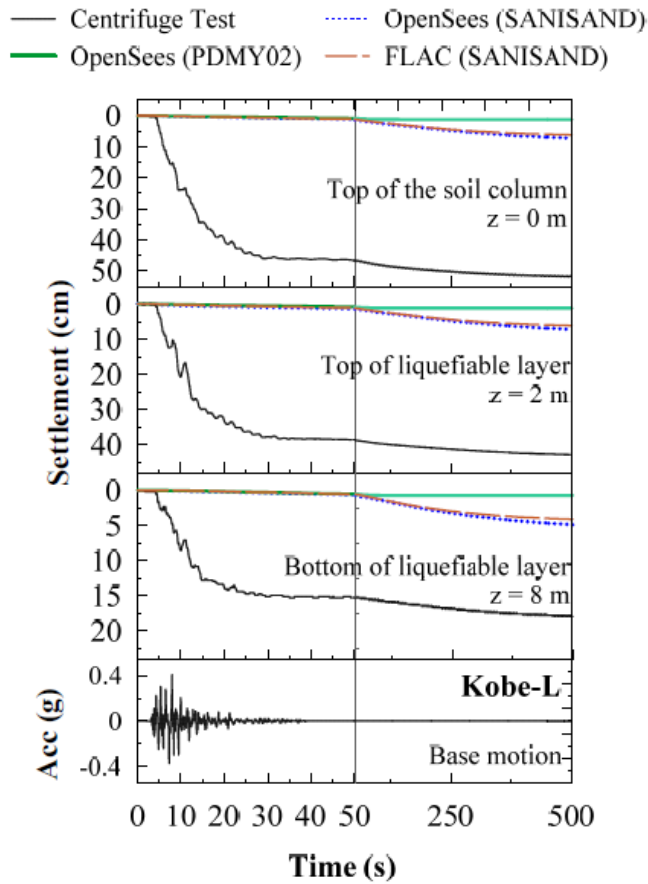 Centrifuge Test
OpenSees (SANISAND)
OpenSees (PDMY02)
FLAC (SANISAND)
0
10
20
30
40
50
Top of the soil column
z = 0 m
0
10
20
30
40
Top of liquefiable layer
z = 2 m
Settlement (cm)
0
5
10
15
20
Bottom of liquefiable layer
z = 8 m
0.4
0
-0.4
Acc (g)
Kobe-L
Base motion
0 10 20 30 40 50 250 500
Time (s)